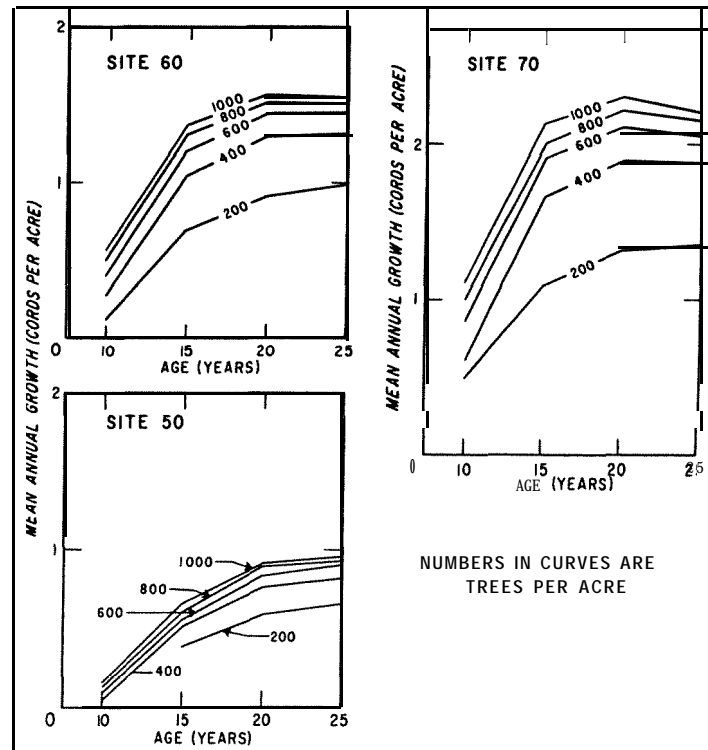 MEAN ANNUAL GROWTH (CORDS PER ACRE)
2
SITE 60
1000
800
600
400
200
1
0
10 15 20 25
AGE (YEARS)
MEAN ANNUAL GROWTH (CORDS PER ACRE)
SITE 70
2
1000
800
600
400
200
1
0
10 15 20 25
AGE (YEARS)
2
SITE 50
1
1000
800
600
400
200
0
10 15 20 25
AGE (YEARS)
NUMBERS IN CURVES ARE
TREES PER ACRE